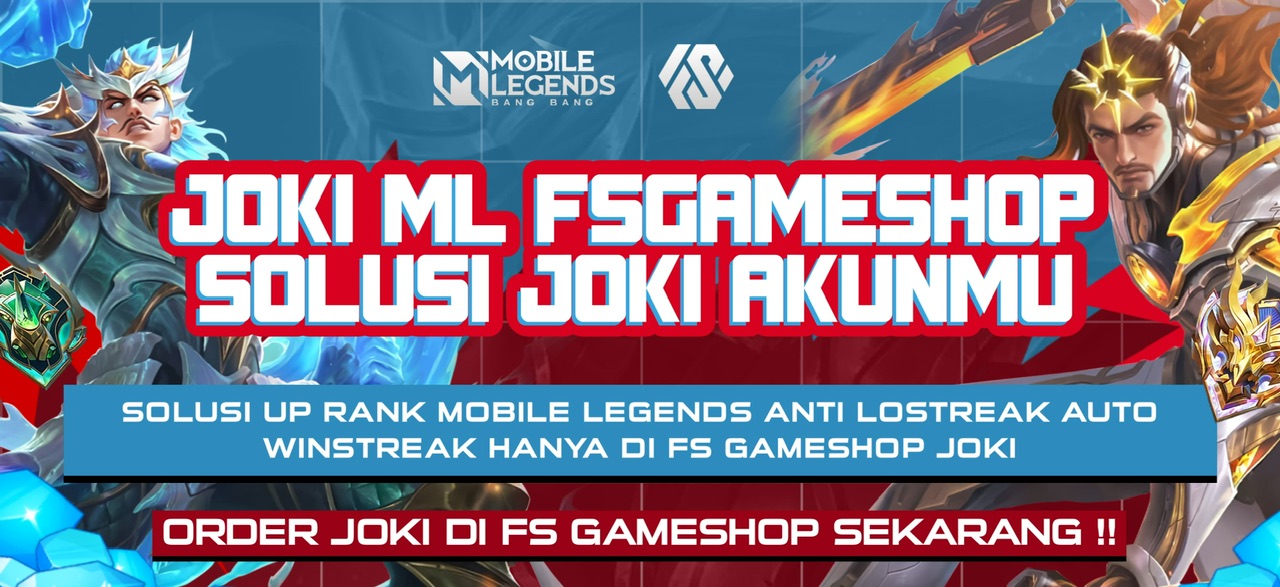 MOBILE
LEGENDS
BANG BANG
JOKI ML FSGAMESHOP
SOLUSI JOKI AKUNMU
SOLUSI UP RANK MOBILE LEGENDS ANTI LOSTREAK AUTO
WINSTREAK HANYA DI FS GAMESHOP JOKI
ORDER JOKI DI FS GAMESHOP SEKARANG !!